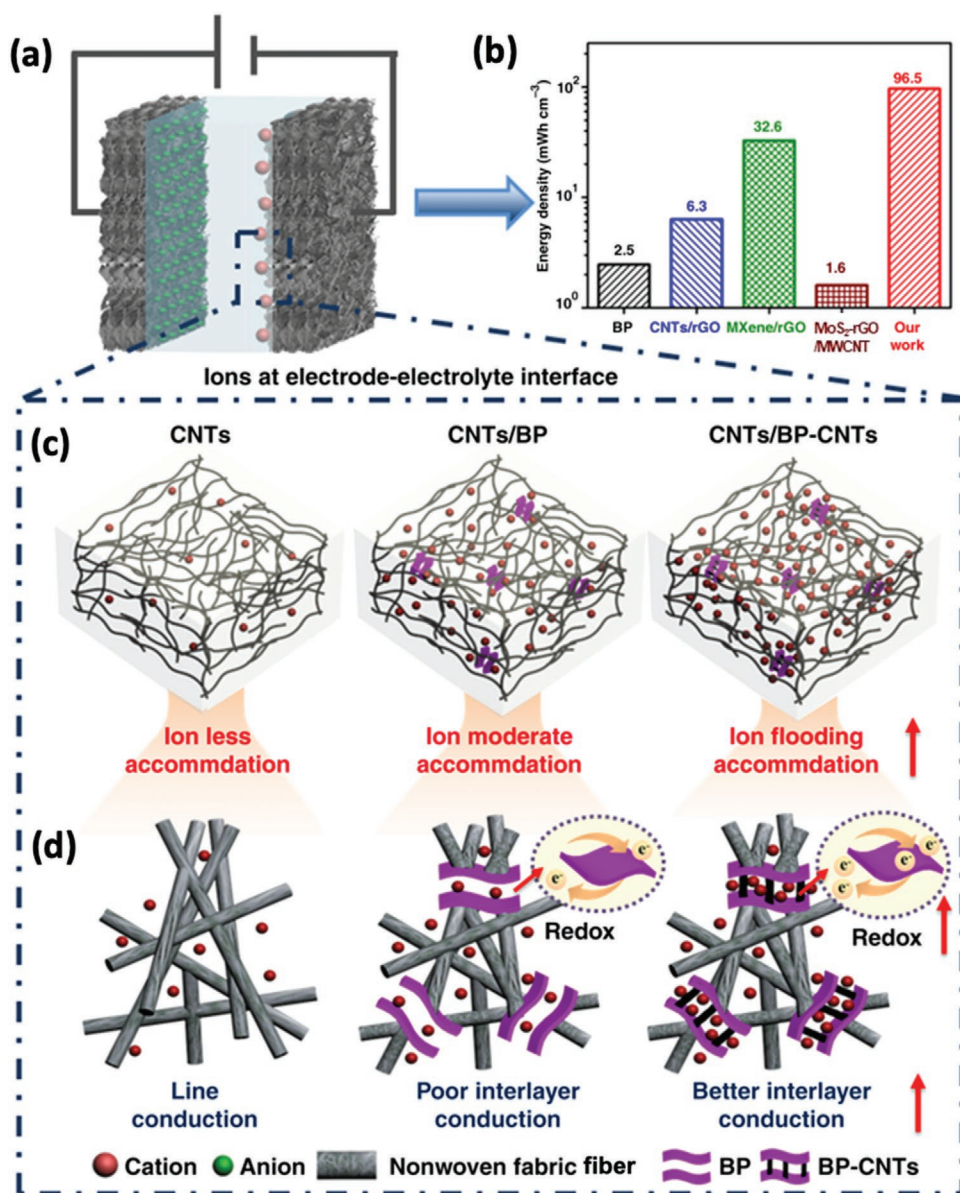 (a)
(b)
Energy density (mWh cm⁻³)
10²
10¹
10⁰
2.5
6.3
32.6
1.6
96.5
BP
CNTs/rGO
MXene/rGO
MoS₂-rGO
/MWCNT
Our
work
Ions at electrode-electrolyte interface
(c)
CNTs
CNTs/BP
CNTs/BP-CNTs
Ion less
accommdation
Ion moderate
accommdation
Ion flooding
accommdation
(d)
e⁻
e⁻
Redox
e⁻
e⁻
e⁻
e⁻
Redox
Line
conduction
Poor interlayer
conduction
Better interlayer
conduction
Cation
Anion
Nonwoven fabric fiber
BP
BP-CNTs